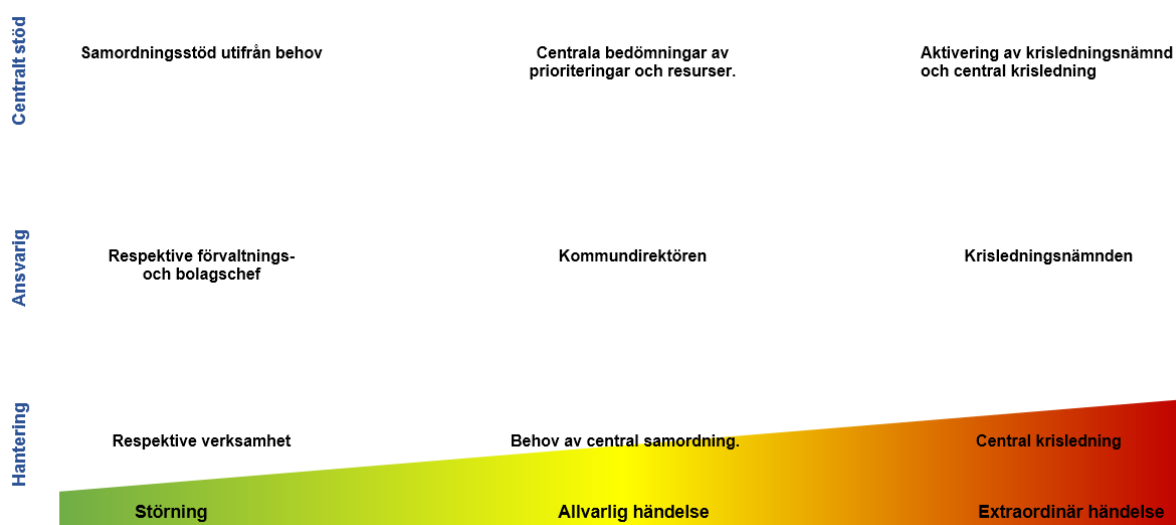 Centralt stöd
Samordningsstöd utifrån behov
Centrala bedömningar av
prioriteringar och resurser.
Aktivering av krisledningsnämnd
och central krisledning
Ansvarig
Respektive förvaltnings-
och bolagschef
Kommundirektören
Krisledningsnämnden
Hantering
Respektive verksamhet
Behov av central samordning.
Central krisledning
Störning
Allvarlig händelse
Extraordinär händelse